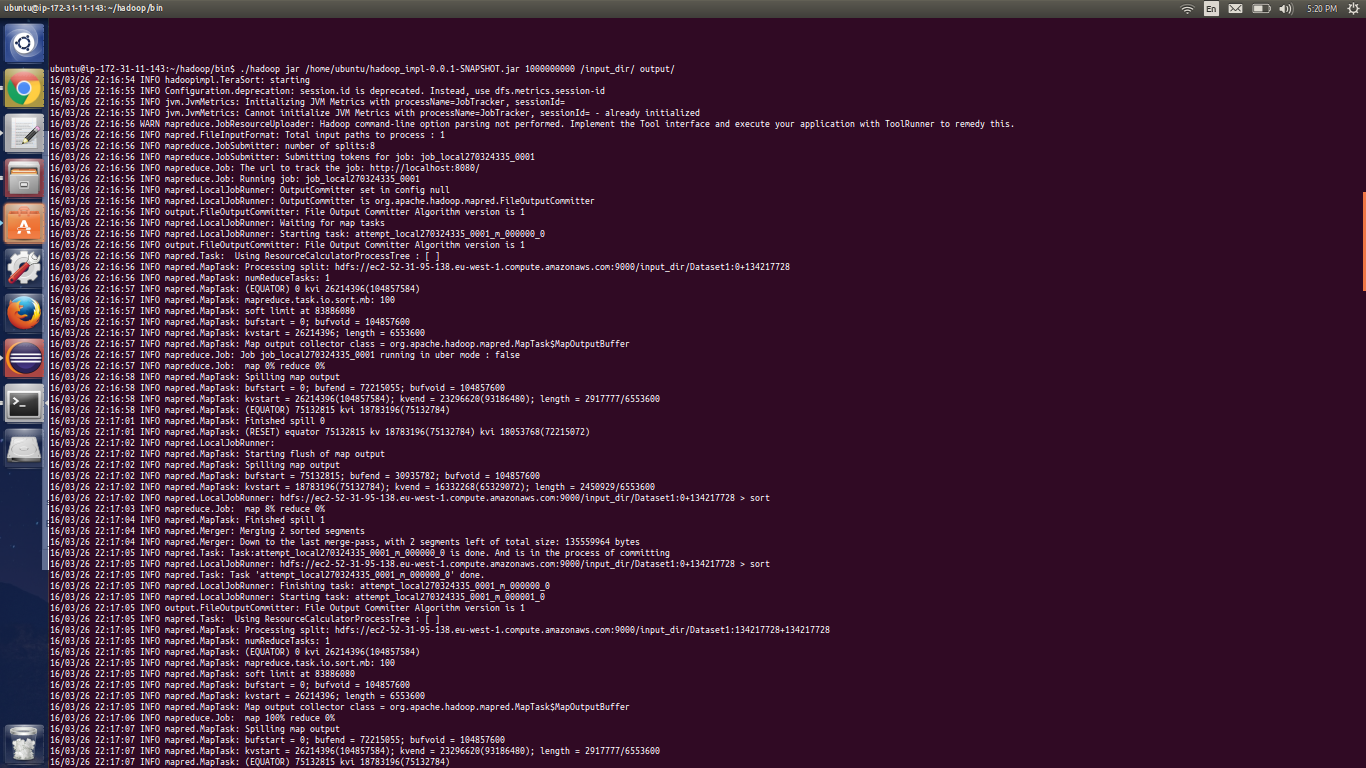 ubuntu@ip-172-31-11-143: ~/hadoop/bin
En
5:20 PM
ubuntu@ip-172-31-11-143:~/hadoop/bin$ ./hadoop jar /home/ubuntu/hadoop_impl-0.0.1-SNAPSHOT.jar 1000000000 /input_dir/ output/
16/03/26 22:16:54 INFO hadoopimpl.TeraSort: starting
16/03/26 22:16:55 INFO Configuration.deprecation: session.id is deprecated. Instead, use dfs.metrics.session-id
16/03/26 22:16:55 INFO jvm.JvmMetrics: Initializing JVM Metrics with processName=JobTracker, sessionId=
16/03/26 22:16:55 INFO jvm.JvmMetrics: Cannot initialize JVM Metrics with processName=JobTracker, sessionId= - already initialized
16/03/26 22:16:56 WARN mapreduce.JobResourceUploader: Hadoop command-line option parsing not performed. Implement the Tool interface and execute your application with ToolRunner to remedy this.
16/03/26 22:16:56 INFO mapred.FileInputFormat: Total input paths to process : 1
16/03/26 22:16:56 INFO mapreduce.JobSubmitter: number of splits:8
16/03/26 22:16:56 INFO mapreduce.JobSubmitter: Submitting tokens for job: job_local270324335_0001
16/03/26 22:16:56 INFO mapreduce.Job: The url to track the job: http://localhost:8080/
16/03/26 22:16:56 INFO mapreduce.Job: Running job: job_local270324335_0001
16/03/26 22:16:56 INFO mapred.LocalJobRunner: OutputCommitter set in config null
16/03/26 22:16:56 INFO mapred.LocalJobRunner: OutputCommitter is org.apache.hadoop.mapred.FileOutputCommitter
16/03/26 22:16:56 INFO output.FileOutputCommitter: File Output Committer Algorithm version is 1
16/03/26 22:16:56 INFO mapred.LocalJobRunner: Waiting for map tasks
16/03/26 22:16:56 INFO mapred.LocalJobRunner: Starting task: attempt_local270324335_0001_m_000000_0
16/03/26 22:16:56 INFO output.FileOutputCommitter: File Output Committer Algorithm version is 1
16/03/26 22:16:56 INFO mapred.Task:  Using ResourceCalculatorProcessTree : [ ]
16/03/26 22:16:56 INFO mapred.MapTask: Processing split: hdfs://ec2-52-31-95-138.eu-west-1.compute.amazonaws.com:9000/input_dir/Dataset1:0+134217728
16/03/26 22:16:56 INFO mapred.MapTask: numReduceTasks: 1
16/03/26 22:16:57 INFO mapred.MapTask: (EQUATOR) 0 kvi 26214396(104857584)
16/03/26 22:16:57 INFO mapred.MapTask: mapreduce.task.io.sort.mb: 100
16/03/26 22:16:57 INFO mapred.MapTask: soft limit at 83886080
16/03/26 22:16:57 INFO mapred.MapTask: bufstart = 0; bufvoid = 104857600
16/03/26 22:16:57 INFO mapred.MapTask: kvstart = 26214396; length = 6553600
16/03/26 22:16:57 INFO mapred.MapTask: Map output collector class = org.apache.hadoop.mapred.MapTask$MapOutputBuffer
16/03/26 22:16:57 INFO mapreduce.Job: Job job_local270324335_0001 running in uber mode : false
16/03/26 22:16:57 INFO mapreduce.Job:  map 0% reduce 0%
16/03/26 22:16:58 INFO mapred.MapTask: Spilling map output
16/03/26 22:16:58 INFO mapred.MapTask: bufstart = 0; bufend = 72215055; bufvoid = 104857600
16/03/26 22:16:58 INFO mapred.MapTask: kvstart = 26214396(104857584); kvend = 23296620(93186480); length = 2917777/6553600
16/03/26 22:16:58 INFO mapred.MapTask: (EQUATOR) 75132815 kvi 18783196(75132784)
16/03/26 22:17:01 INFO mapred.MapTask: Finished spill 0
16/03/26 22:17:01 INFO mapred.MapTask: (RESET) equator 75132815 kv 18783196(75132784) kvi 18053768(72215072)
16/03/26 22:17:02 INFO mapred.LocalJobRunner:
16/03/26 22:17:02 INFO mapred.MapTask: Starting flush of map output
16/03/26 22:17:02 INFO mapred.MapTask: Spilling map output
16/03/26 22:17:02 INFO mapred.MapTask: bufstart = 75132815; bufend = 30935782; bufvoid = 104857600
16/03/26 22:17:02 INFO mapred.MapTask: kvstart = 18783196(75132784); kvend = 16332268(65329072); length = 2450929/6553600
16/03/26 22:17:02 INFO mapred.LocalJobRunner: hdfs://ec2-52-31-95-138.eu-west-1.compute.amazonaws.com:9000/input_dir/Dataset1:0+134217728 > sort
16/03/26 22:17:03 INFO mapreduce.Job:  map 8% reduce 0%
16/03/26 22:17:04 INFO mapred.MapTask: Finished spill 1
16/03/26 22:17:04 INFO mapred.Merger: Merging 2 sorted segments
16/03/26 22:17:04 INFO mapred.Merger: Down to the last merge-pass, with 2 segments left of total size: 135559964 bytes
16/03/26 22:17:05 INFO mapred.Task: Task:attempt_local270324335_0001_m_000000_0 is done. And is in the process of committing
16/03/26 22:17:05 INFO mapred.LocalJobRunner: hdfs://ec2-52-31-95-138.eu-west-1.compute.amazonaws.com:9000/input_dir/Dataset1:0+134217728 > sort
16/03/26 22:17:05 INFO mapred.Task: Task 'attempt_local270324335_0001_m_000000_0' done.
16/03/26 22:17:05 INFO mapred.LocalJobRunner: Finishing task: attempt_local270324335_0001_m_000000_0
16/03/26 22:17:05 INFO mapred.LocalJobRunner: Starting task: attempt_local270324335_0001_m_000001_0
16/03/26 22:17:05 INFO output.FileOutputCommitter: File Output Committer Algorithm version is 1
16/03/26 22:17:05 INFO mapred.Task:  Using ResourceCalculatorProcessTree : [ ]
16/03/26 22:17:05 INFO mapred.MapTask: Processing split: hdfs://ec2-52-31-95-138.eu-west-1.compute.amazonaws.com:9000/input_dir/Dataset1:134217728+134217728
16/03/26 22:17:05 INFO mapred.MapTask: numReduceTasks: 1
16/03/26 22:17:05 INFO mapred.MapTask: (EQUATOR) 0 kvi 26214396(104857584)
16/03/26 22:17:05 INFO mapred.MapTask: mapreduce.task.io.sort.mb: 100
16/03/26 22:17:05 INFO mapred.MapTask: soft limit at 83886080
16/03/26 22:17:05 INFO mapred.MapTask: bufstart = 0; bufvoid = 104857600
16/03/26 22:17:05 INFO mapred.MapTask: kvstart = 26214396; length = 6553600
16/03/26 22:17:05 INFO mapred.MapTask: Map output collector class = org.apache.hadoop.mapred.MapTask$MapOutputBuffer
16/03/26 22:17:06 INFO mapreduce.Job:  map 100% reduce 0%
16/03/26 22:17:07 INFO mapred.MapTask: Spilling map output
16/03/26 22:17:07 INFO mapred.MapTask: bufstart = 0; bufend = 72215055; bufvoid = 104857600
16/03/26 22:17:07 INFO mapred.MapTask: kvstart = 26214396(104857584); kvend = 23296620(93186480); length = 2917777/6553600
16/03/26 22:17:07 INFO mapred.MapTask: (EQUATOR) 75132815 kvi 18783196(75132784)